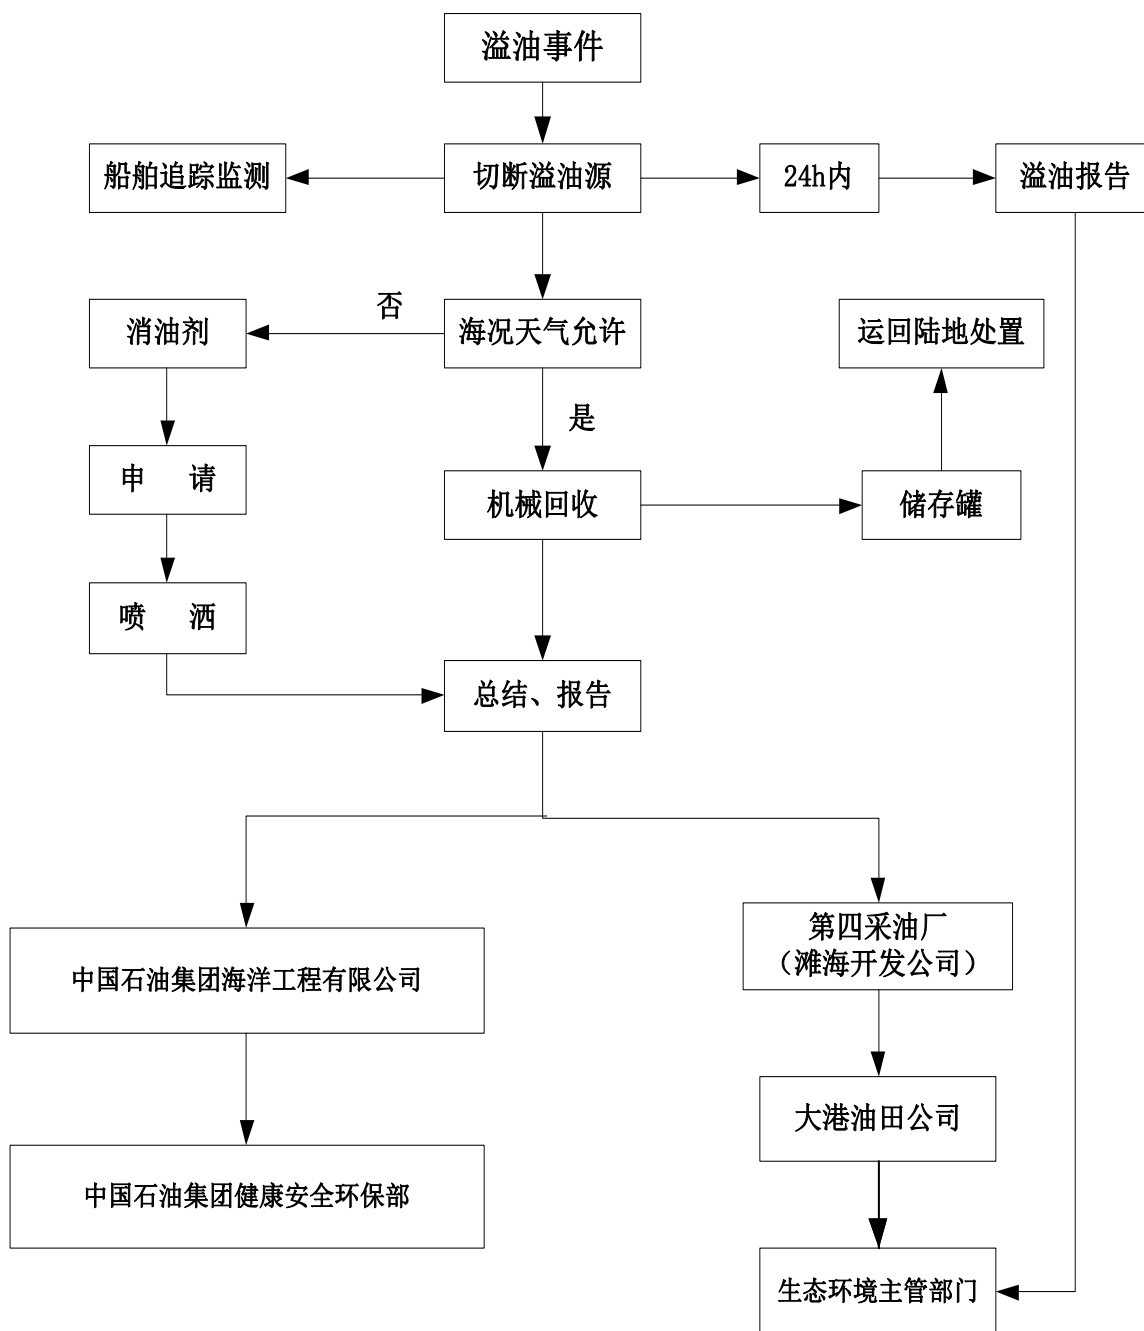 溢油事件
船舶追踪监测
切断溢油源
24h内
溢油报告
否
消油剂
海况天气允许
运回陆地处置
是
申 请
机械回收
储存罐
喷 洒
总结、报告
第四采油厂
（滩海开发公司）
中国石油集团海洋工程有限公司
大港油田公司
中国石油集团健康安全环保部
生态环境主管部门